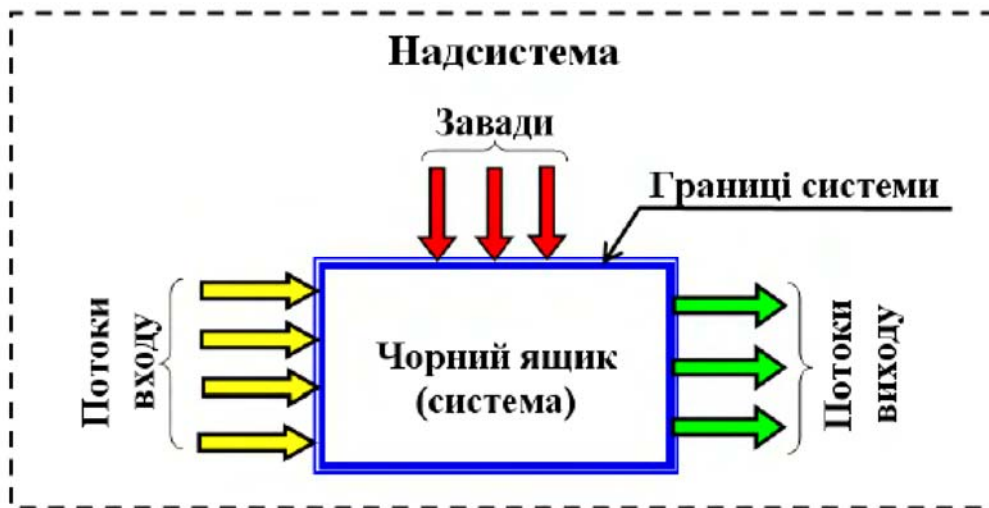 Надсистема
Завади
Границі системи
Потоки
входу
Чорний ящик
(система)
Потоки
виходу